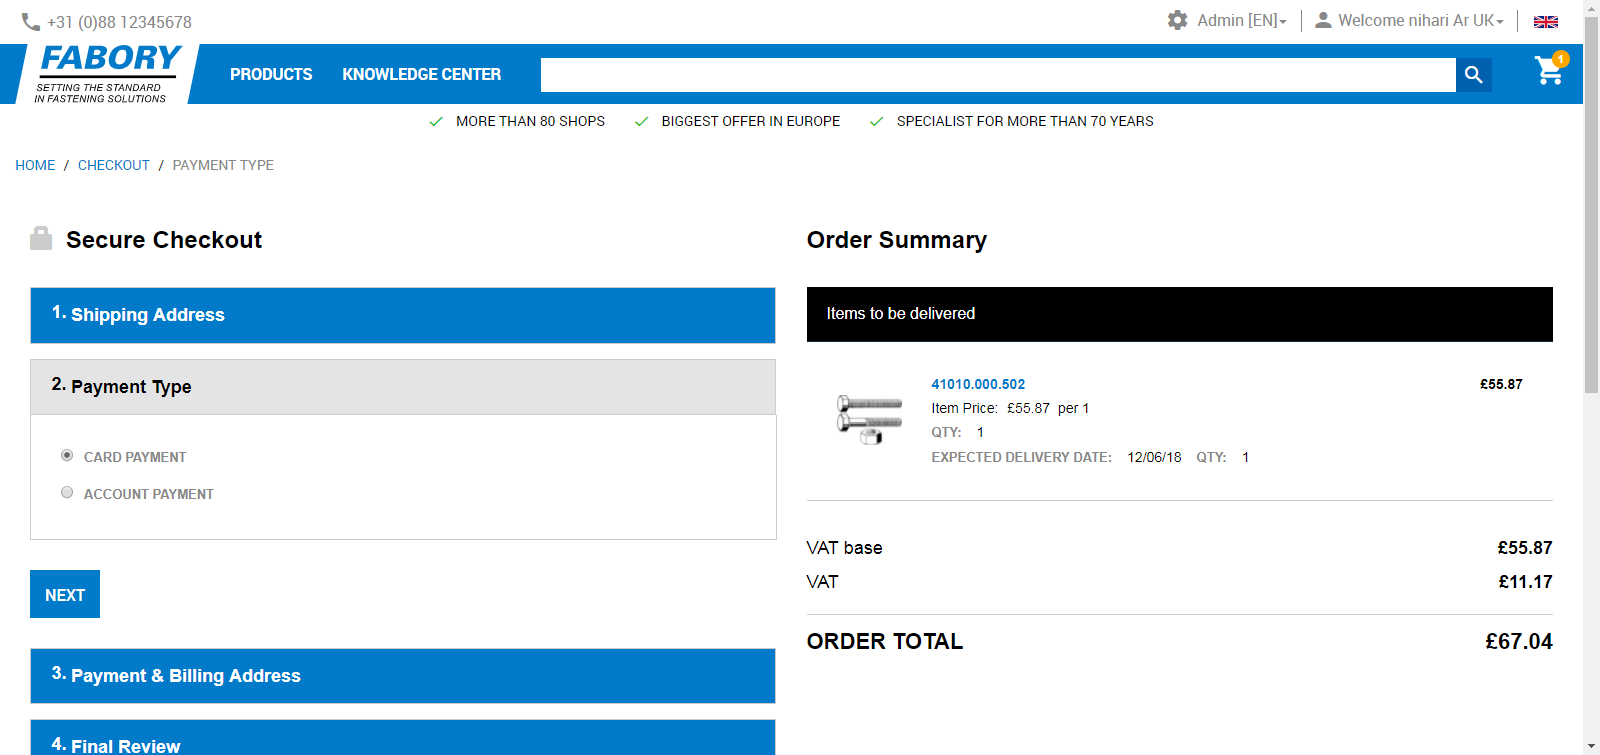 +31 (0)88 12345678
Admin [EN]
Welcome nihari Ar UK
FABORY
SETTING THE STANDARD
IN FASTENING SOLUTIONS
PRODUCTS
KNOWLEDGE CENTER
1
MORE THAN 80 SHOPS
BIGGEST OFFER IN EUROPE
SPECIALIST FOR MORE THAN 70 YEARS
HOME / CHECKOUT / PAYMENT TYPE
Secure Checkout
1. Shipping Address
2. Payment Type
CARD PAYMENT
ACCOUNT PAYMENT
NEXT
3. Payment & Billing Address
4. Final Review
Order Summary
Items to be delivered
41010.000.502 £55.87
Item Price: £55.87 per 1
QTY: 1
EXPECTED DELIVERY DATE: 12/06/18 QTY: 1
VAT base £55.87
VAT £11.17
ORDER TOTAL £67.04